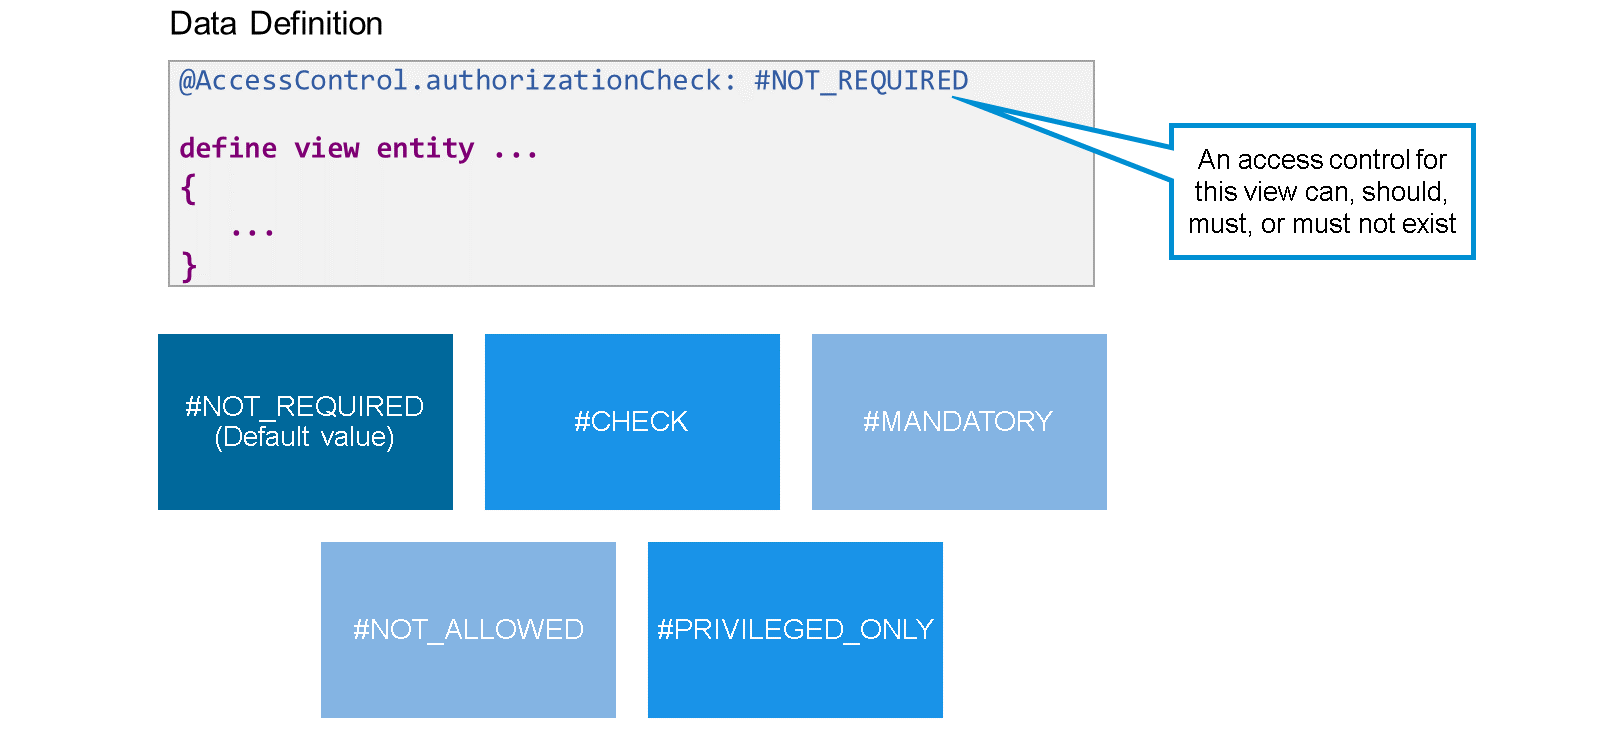 Data Definition
@AccessControl.authorizationCheck: #NOT_REQUIRED
define view entity ...
{
...
}
An access control for
this view can, should,
must, or must not exist
#NOT_REQUIRED
(Default value)
#CHECK
#MANDATORY
#NOT_ALLOWED
#PRIVILEGED_ONLY